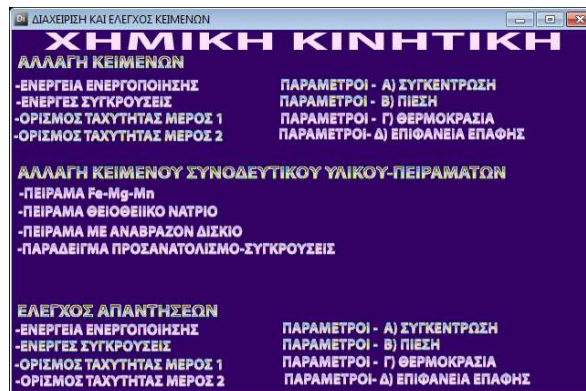 Di ΔΙΑΧΕΙΡΙΣΗ ΚΑΙ ΕΛΕΓΧΟΣ ΚΕΙΜΕΝΩΝ
ΧΗΜΙΚΗ ΚΙΝΗΤΙΚΗ
ΑΛΛΑΓΗ ΚΕΙΜΕΝΩΝ
-ΕΝΕΡΓΕΙΑ ΕΝΕΡΓΟΠΟΙΗΣΗΣ
-ΕΝΕΡΓΕΣ ΣΥΓΚΡΟΥΣΕΙΣ
-ΟΡΙΣΜΟΣ ΤΑΧΥΤΗΤΑΣ ΜΕΡΟΣ 1
-ΟΡΙΣΜΟΣ ΤΑΧΥΤΗΤΑΣ ΜΕΡΟΣ 2
ΠΑΡΑΜΕΤΡΟΙ - Α) ΣΥΓΚΕΝΤΡΩΣΗ
ΠΑΡΑΜΕΤΡΟΙ - Β) ΠΙΕΣΗ
ΠΑΡΑΜΕΤΡΟΙ - Γ) ΘΕΡΜΟΚΡΑΣΙΑ
ΠΑΡΑΜΕΤΡΟΙ- Δ) ΕΠΙΦΑΝΕΙΑ ΕΠΑΦΗΣ
ΑΛΛΑΓΗ ΚΕΙΜΕΝΟΥ ΣΥΝΟΔΕΥΤΙΚΟΥ ΥΛΙΚΟΥ-ΠΕΙΡΑΜΑΤΩΝ
-ΠΕΙΡΑΜΑ Fe-Mg-Mn
-ΠΕΙΡΑΜΑ ΘΕΙΟΘΕΙΙΚΟ ΝΑΤΡΙΟ
-ΠΕΙΡΑΜΑ ΜΕ ΑΝΑΒΡΑΖΟΝ ΔΙΣΚΙΟ
-ΠΑΡΑΔΕΙΓΜΑ ΠΡΟΣΑΝΑΤΟΛΙΣΜΟ-ΣΥΓΚΡΟΥΣΕΙΣ
ΕΛΕΓΧΟΣ ΑΠΑΝΤΗΣΕΩΝ
-ΕΝΕΡΓΕΙΑ ΕΝΕΡΓΟΠΟΙΗΣΗΣ
-ΕΝΕΡΓΕΣ ΣΥΓΚΡΟΥΣΕΙΣ
-ΟΡΙΣΜΟΣ ΤΑΧΥΤΗΤΑΣ ΜΕΡΟΣ 1
-ΟΡΙΣΜΟΣ ΤΑΧΥΤΗΤΑΣ ΜΕΡΟΣ 2
ΠΑΡΑΜΕΤΡΟΙ - Α) ΣΥΓΚΕΝΤΡΩΣΗ
ΠΑΡΑΜΕΤΡΟΙ - Β) ΠΙΕΣΗ
ΠΑΡΑΜΕΤΡΟΙ - Γ) ΘΕΡΜΟΚΡΑΣΙΑ
ΠΑΡΑΜΕΤΡΟΙ- Δ) ΕΠΙΦΑΝΕΙΑ ΕΠΑΦΗΣ